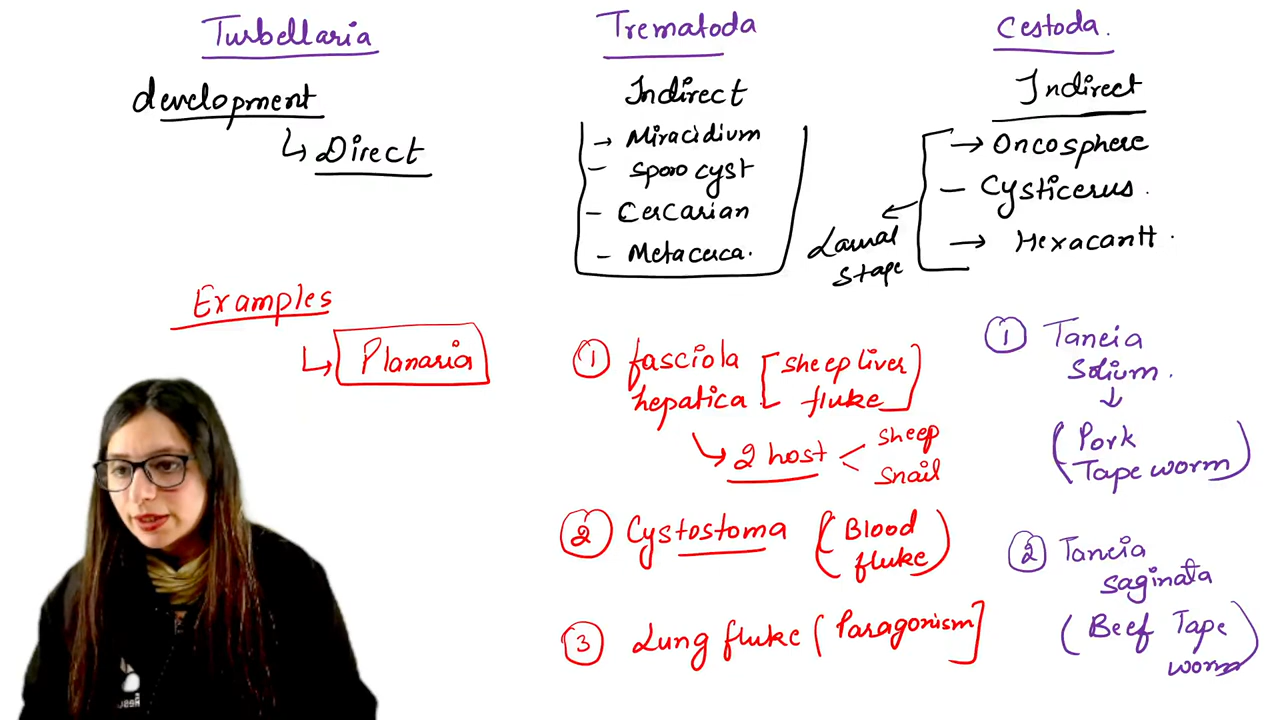 Turbellaria
development
↳ Direct
Examples
↳ Planaria
Trematoda
Indirect
→ Miracidium
– Sporocyst
– Cercarian
– Metacerca.
① fasciola [sheep liver
hepatica fluke]
↳ 2 host < sheep
snail
② Cystostoma (Blood
fluke)
③ Lung fluke (Paragonism]
Cestoda.
Indirect
→ Oncosphere
– Cysticerus.
→ Hexacanth.
Larval
stage
① Taneia
Solium.
↓
(Pork
Tape worm)
② Taneia
saginata
(Beef Tape
worm)